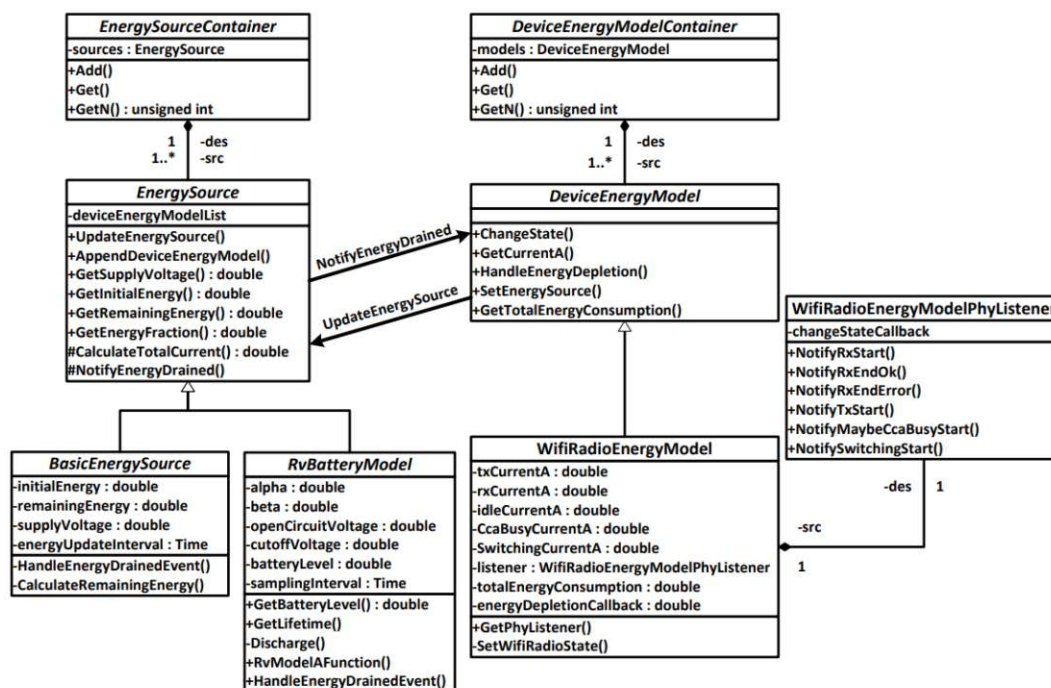 EnergySourceContainer
-sources : EnergySource
+Add()
+Get()
+GetN() : unsigned int
DeviceEnergyModelContainer
-models : DeviceEnergyModel
+Add()
+Get()
+GetN() : unsigned int
1 -des
1..* -src
1 -des
1..* -src
EnergySource
-deviceEnergyModelList
+UpdateEnergySource()
+AppendDeviceEnergyModel()
+GetSupplyVoltage() : double
+GetInitialEnergy() : double
+GetRemainingEnergy() : double
+GetEnergyFraction() : double
#CalculateTotalCurrent() : double
#NotifyEnergyDrained()
NotifyEnergyDrained
UpdateEnergySource
DeviceEnergyModel
+ChangeState()
+GetCurrentA()
+HandleEnergyDepletion()
+SetEnergySource()
+GetTotalEnergyConsumption()
WifiRadioEnergyModelPhyListener
-changeStateCallback
+NotifyRxStart()
+NotifyRxEndOk()
+NotifyRxEndError()
+NotifyTxStart()
+NotifyMaybeCcaBusyStart()
+NotifySwitchingStart()
BasicEnergySource
-initialEnergy : double
-remainingEnergy : double
-supplyVoltage : double
-energyUpdateInterval : Time
-HandleEnergyDrainedEvent()
-CalculateRemainingEnergy()
RvBatteryModel
-alpha : double
-beta : double
-openCircuitVoltage : double
-cutoffVoltage : double
-batteryLevel : double
-samplingInterval : Time
+GetBatteryLevel() : double
+GetLifetime()
-Discharge()
+RvModelAFunction()
+HandleEnergyDrainedEvent()
WifiRadioEnergyModel
-txCurrentA : double
-rxCurrentA : double
-idleCurrentA : double
-CcaBusyCurrentA : double
-SwitchingCurrentA : double
-listener : WifiRadioEnergyModelPhyListener
-totalEnergyConsumption : double
-energyDepletionCallback : double
+GetPhyListener()
-SetWifiRadioState()
-des 1
-src
1